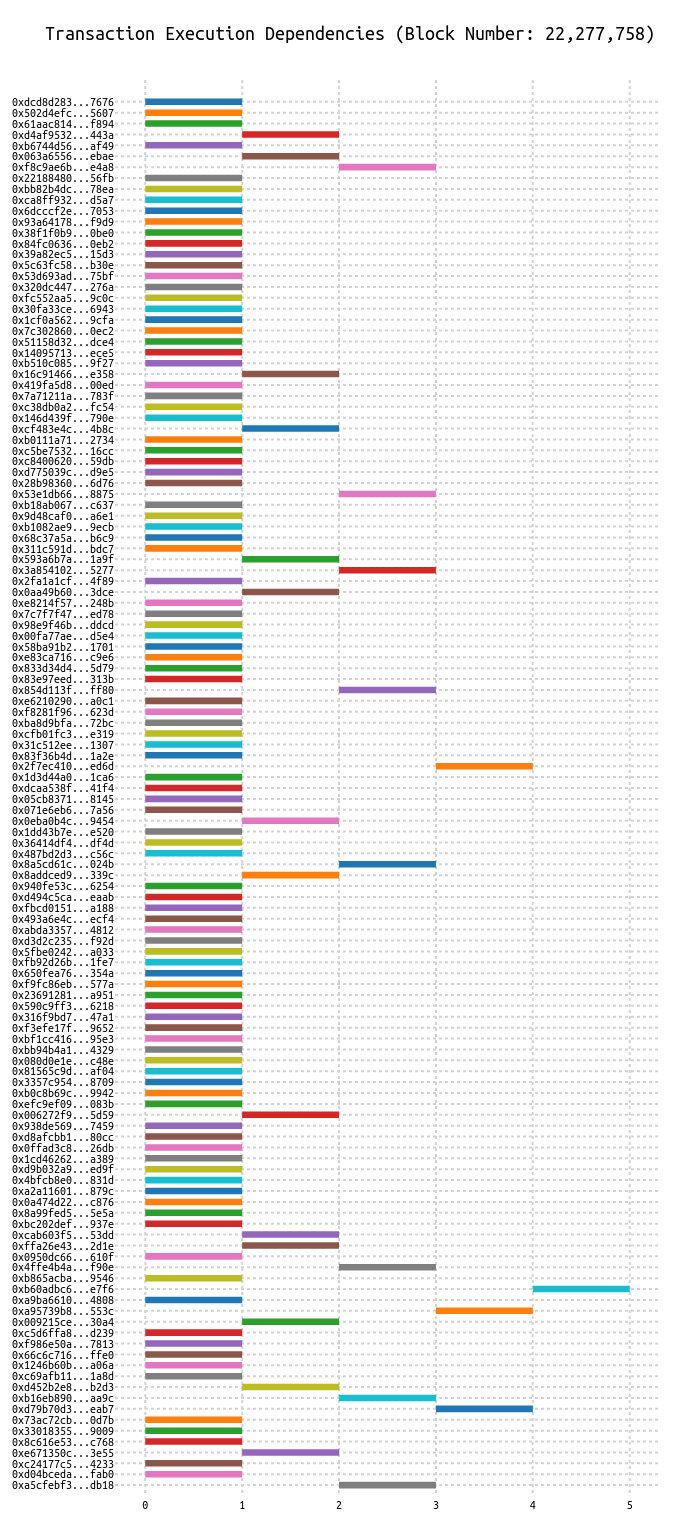 Transaction Execution Dependencies (Block Number: 22,277,758)
0xdcd8d283...7676
0x502d4efc...5607
0x61aac814...f894
0xd4af9532...443a
0xb6744d56...af49
0x063a6556...ebae
0xf8c9ae6b...e4a8
0x22188480...56fb
0xbb82b4dc...78ea
0xca8ff932...d5a7
0x6dcccf2e...7053
0x93a64178...f9d9
0x38f1f0b9...0be0
0x84fc0636...0eb2
0x39a82ec5...15d3
0x5c63fc58...b30e
0x53d693ad...75bf
0x320dc447...276a
0xfc552aa5...9c0c
0x30fa33ce...6943
0x1cf0a562...9cfa
0x7c302860...0ec2
0x51158d32...dce4
0x14095713...ece5
0xb510c085...9f27
0x16c91466...e358
0x419fa5d8...00ed
0x7a71211a...783f
0xc38db0a2...fc54
0x146d439f...790e
0xcf483e4c...4b8c
0xb0111a71...2734
0xc5be7532...16cc
0xc8400620...59db
0xd775039c...d9e5
0x28b98360...6d76
0x53e1db66...8875
0xb18ab067...c637
0x9d48caf0...a6e1
0xb1082ae9...9ecb
0x68c37a5a...b6c9
0x311c591d...bdc7
0x593a6b7a...1a9f
0x3a854102...5277
0x2fa1a1cf...4f89
0x0aa49b60...3dce
0xe8214f57...248b
0x7c7f7f47...ed78
0x98e9f46b...ddcd
0x00fa77ae...d5e4
0x58ba91b2...1701
0xe83ca716...c9e6
0x833d34d4...5d79
0x83e97eed...313b
0x854d113f...ff80
0xe6210290...a0c1
0xf8281f96...623d
0xba8d9bfa...72bc
0xcfb01fc3...e319
0x31c512ee...1307
0x83f36b4d...1a2e
0x2f7ec410...ed6d
0x1d3d44a0...1ca6
0xdcaa538f...41f4
0x05cb8371...8145
0x071e6eb6...7a56
0x0eba0b4c...9454
0x1dd43b7e...e520
0x36414df4...df4d
0x487bd2d3...c56c
0x8a5cd61c...024b
0x8addced9...339c
0x940fe53c...6254
0xd494c5ca...eaab
0xfbcd0151...a188
0x493a6e4c...ecf4
0xabda3357...4812
0xd3d2c235...f92d
0x5fbe0242...a033
0xfb92d26b...1fe7
0x650fea76...354a
0xf9fc86eb...577a
0x23691281...a951
0x590c9ff3...6218
0x316f9bd7...47a1
0xf3efe17f...9652
0xbf1cc416...95e3
0xbb94b4a1...4329
0x080d0e1e...c48e
0x81565c9d...af04
0x3357c954...8709
0xb0c8b69c...9942
0xefc9ef09...083b
0x006272f9...5d59
0x938de569...7459
0xd8afcbb1...80cc
0x0ffad3c8...26db
0x1cd46262...a389
0xd9b032a9...ed9f
0x4bfcb8e0...831d
0xa2a11601...879c
0x0a474d22...c876
0x8a99fed5...5e5a
0xbc202def...937e
0xcab603f5...53dd
0xffa26e43...2d1e
0x0950dc66...610f
0x4ffe4b4a...f90e
0xb865acba...9546
0xb60adbc6...e7f6
0xa9ba6610...4808
0xa95739b8...553c
0x009215ce...30a4
0xc5d6ffa8...d239
0xf986e50a...7813
0x66c6c716...ffe0
0x1246b60b...a06a
0xc69afb11...1a8d
0xd452b2e8...b2d3
0xb16eb890...aa9c
0xd79b70d3...eab7
0x73ac72cb...0d7b
0x33018355...9009
0x8c616e53...c768
0xe671350c...3e55
0xc24177c5...4233
0xd04bceda...fab0
0xa5cfebf3...db18
0 1 2 3 4 5